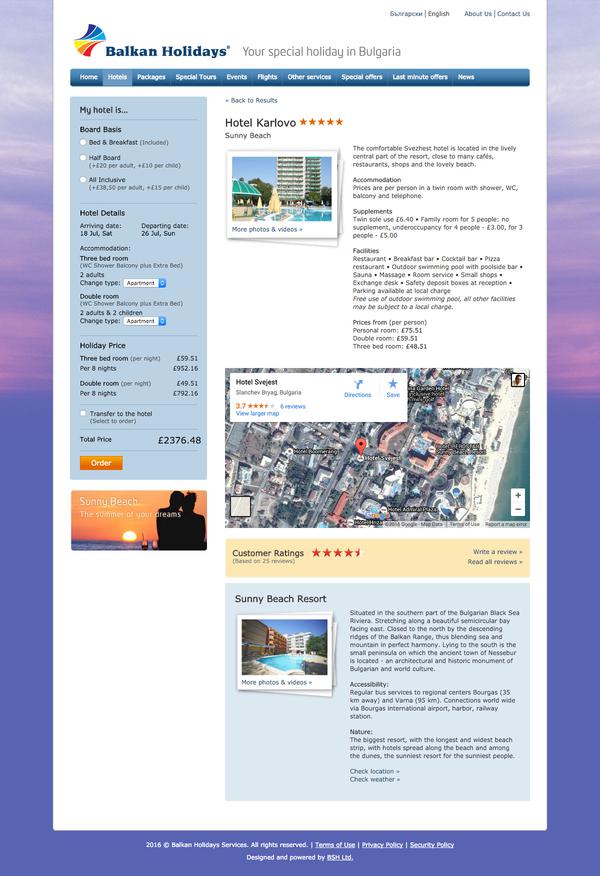 Български | English About Us | Contact Us
Balkan Holidays® Your special holiday in Bulgaria
Home Hotels Packages Special Tours Events Flights Other services Special offers Last minute offers News
My hotel is...
Board Basis
Bed & Breakfast (Included)
Half Board
(+£20 per adult, +£10 per child)
All Inclusive
(+£38,50 per adult, +£15 per child)
Hotel Details
Arriving date: Departing date:
18 Jul, Sat 26 Jul, Sun
Accommodation:
Three bed room
(WC Shower Balcony plus Extra Bed)
2 adults
Change type: Apartment
Double room
(WC Shower Balcony plus Extra Bed)
2 adults & 2 children
Change type: Apartment
Holiday Price
Three bed room (per night) £59.51
Per 8 nights £952.16
Double room (per night) £49.51
Per 8 nights £792.16
Transfer to the hotel
(Select to order)
Total Price £2376.48
Order
Sunny Beach...
The summer of your dreams
« Back to Results
Hotel Karlovo
Sunny Beach
More photos & videos »
The comfortable Svezhest hotel is located in the lively
central part of the resort, close to many cafés,
restaurants, shops and the lovely beach.
Accommodation
Prices are per person in a twin room with shower, WC,
balcony and telephone.
Supplements
Twin sole use £6.40 • Family room for 5 people: no
supplement, underoccupancy for 4 people - £3.00, for 3
people - £5.00
Facilities
Restaurant • Breakfast bar • Cocktail bar • Pizza
restaurant • Outdoor swimming pool with poolside bar •
Sauna • Massage • Room service • Small shops •
Exchange desk • Safety deposit boxes at reception •
Parking available at local charge
Free use of outdoor swimming pool, all other facilities
may be subject to a local charge.
Prices from (per person)
Personal room: £75.51
Double room: £59.51
Three bed room: £48,51
Hotel Svejest
Slanchev Bryag, Bulgaria
3.7 6 reviews
View larger map
Directions Save
Garden Hotel
Hotel Boomerang
Hotel Svejest
Hotel Admiral Plaza
+
−
©2016 Google - Map Data Terms of Use Report a map error
Customer Ratings
(Based on 25 reviews)
Write a review »
Read all reviews »
Sunny Beach Resort
More photos & videos »
Situated in the southern part of the Bulgarian Black Sea
Riviera. Stretching along a beautiful semicircular bay
facing east. Closed to the north by the descending
ridges of the Balkan Range, thus blending sea and
mountain in perfect harmony. Lying to the south is the
small peninsula on which the ancient town of Nessebur
is located - an architectural and historic monument of
Bulgarian and world culture.
Accessibility:
Regular bus services to regional centers Bourgas (35
km away) and Varna (95 km). Connections world wide
via Bourgas international airport, harbor, railway
station.
Nature:
The biggest resort, with the longest and widest beach
strip, with hotels spread along the beach and among
the dunes, the sunniest resort for the sunniest people.
Check location »
Check weather »
2016 © Balkan Holidays Services. All rights reserved. | Terms of Use | Privacy Policy | Security Policy
Designed and powered by BSH Ltd.